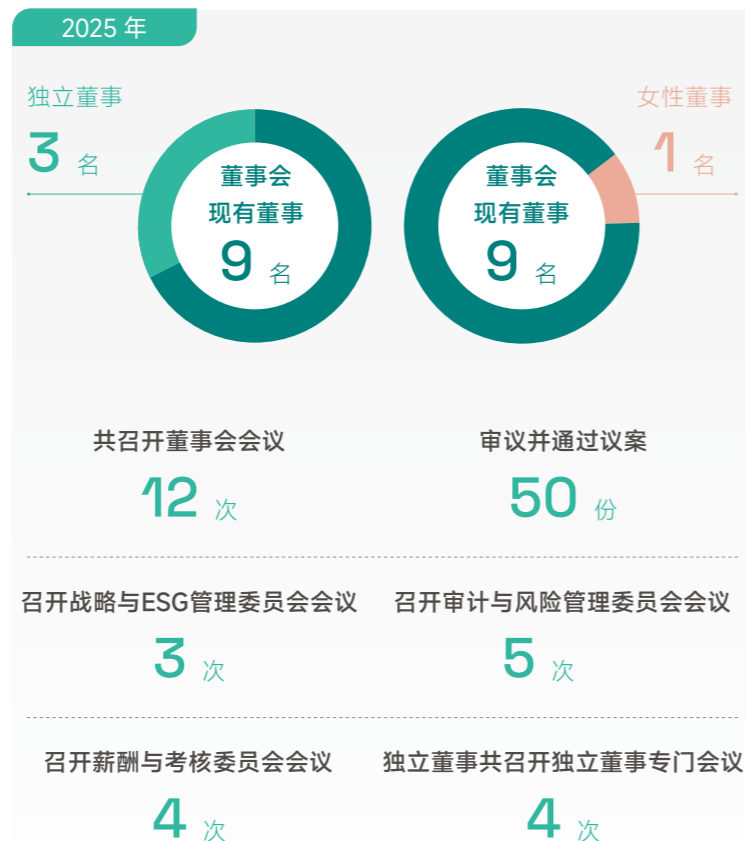 2025 年
独立董事
3 名
董事会
现有董事
9 名
女性董事
1 名
董事会
现有董事
9 名
共召开董事会会议
12 次
审议并通过议案
50 份
召开战略与ESG管理委员会会议
3 次
召开审计与风险管理委员会会议
5 次
召开薪酬与考核委员会会议
4 次
独立董事共召开独立董事专门会议
4 次